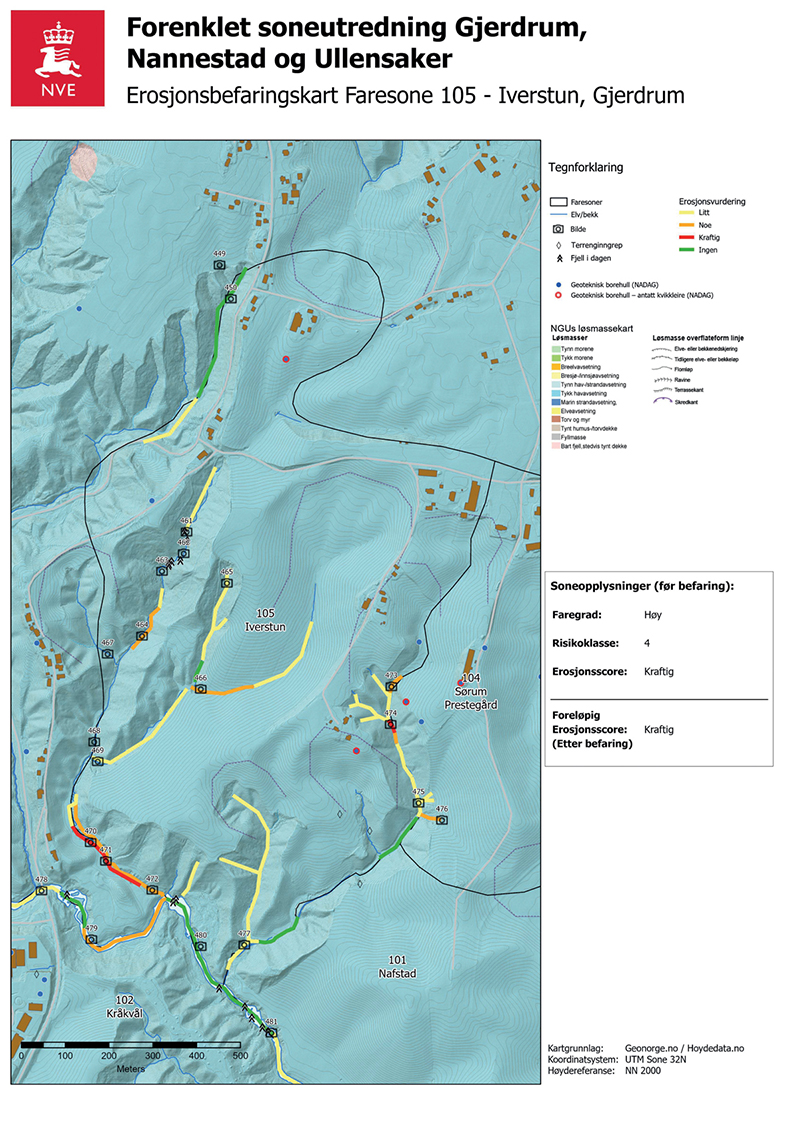 NVE
Forenklet soneutredning Gjerdrum,
Nannestad og Ullensaker
Erosjonsbefaringskart Faresone 105 - Iverstun, Gjerdrum
449
450
461
462
463
465
464
467
105
Iverstun
466
468
469
473
104
Sørum
Prestegård
474
475
476
470
471
472
478
479
480
477
101
Nafstad
102
Kråkvål
481
0 100 200 300 400 500
Meters
Tegnforklaring
Faresoner
Elv/bekk
Bilde
Terrenginngrep
Fjell i dagen
Erosjonsvurdering
Litt
Noe
Kraftig
Ingen
Geoteknisk borehull (NADAG)
Geoteknisk borehull – antatt kvikkleire (NADAG)
NGUs løsmassekart
Løsmasser
Tynn morene
Tykk morene
Breelvavsetning
Bresjø-/innsjøavsetning
Tynn hav-/strandavsetning
Tykk havavsetning
Marin strandavsetning,
Elveavsetning
Torv og myr
Tynt humus-/torvdekke
Fyllmasse
Bart fjell,stedvis tynt dekke
Løsmasse overflateform linje
Elve- eller bekkenedskjering
Tidligere elve- eller bekkeløp
Flomløp
Ravine
Terrassekant
Skredkant
Soneopplysninger (før befaring):
Faregrad: Høy
Risikoklasse: 4
Erosjonsscore: Kraftig
Foreløpig
Erosjonsscore: Kraftig
(Etter befaring)
Kartgrunnlag: Geonorge.no / Hoydedata.no
Koordinatsystem: UTM Sone 32N
Høydereferanse: NN 2000